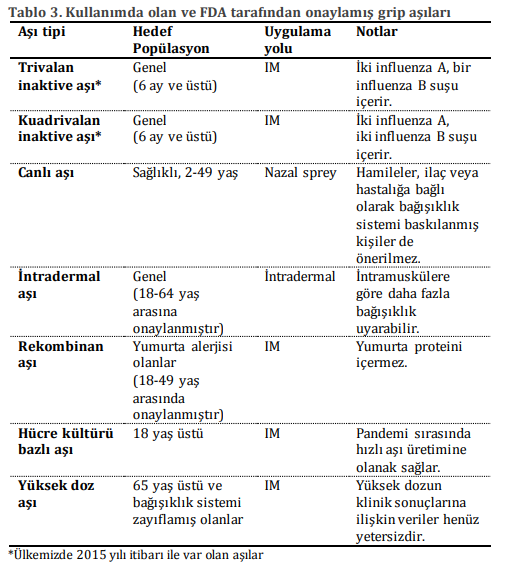 Tablo 3. Kullanımda olan ve FDA tarafından onaylamış grip aşıları
Aşı tipi Hedef Popülasyon Uygulama yolu Notlar
Trivalan inaktive aşı* Genel (6 ay ve üstü) IM İki influenza A, bir influenza B suşu içerir.
Kuadrivalan inaktive aşı* Genel (6 ay ve üstü) IM İki influenza A, iki influenza B suşu içerir.
Canlı aşı Sağlıklı, 2-49 yaş Nazal sprey Hamileler, ilaç veya hastalığa bağlı olarak bağışıklık sistemi baskılanmış kişiler de önerilmez.
İntradermal aşı Genel (18-64 yaş arasına onaylanmıştır) İntradermal İntramuskülere göre daha fazla bağışıklık uyarabilir.
Rekombinan aşı Yumurta alerjisi olanlar (18-49 yaş arasında onaylanmıştır) IM Yumurta proteini içermez.
Hücre kültürü bazlı aşı 18 yaş üstü IM Pandemi sırasında hızlı aşı üretimine olanak sağlar.
Yüksek doz aşı 65 yaş üstü ve bağışıklık sistemi zayıflamış olanlar IM Yüksek dozun klinik sonuçlarına ilişkin veriler henüz yetersizdir.
*Ülkemizde 2015 yılı itibarı ile var olan aşılar